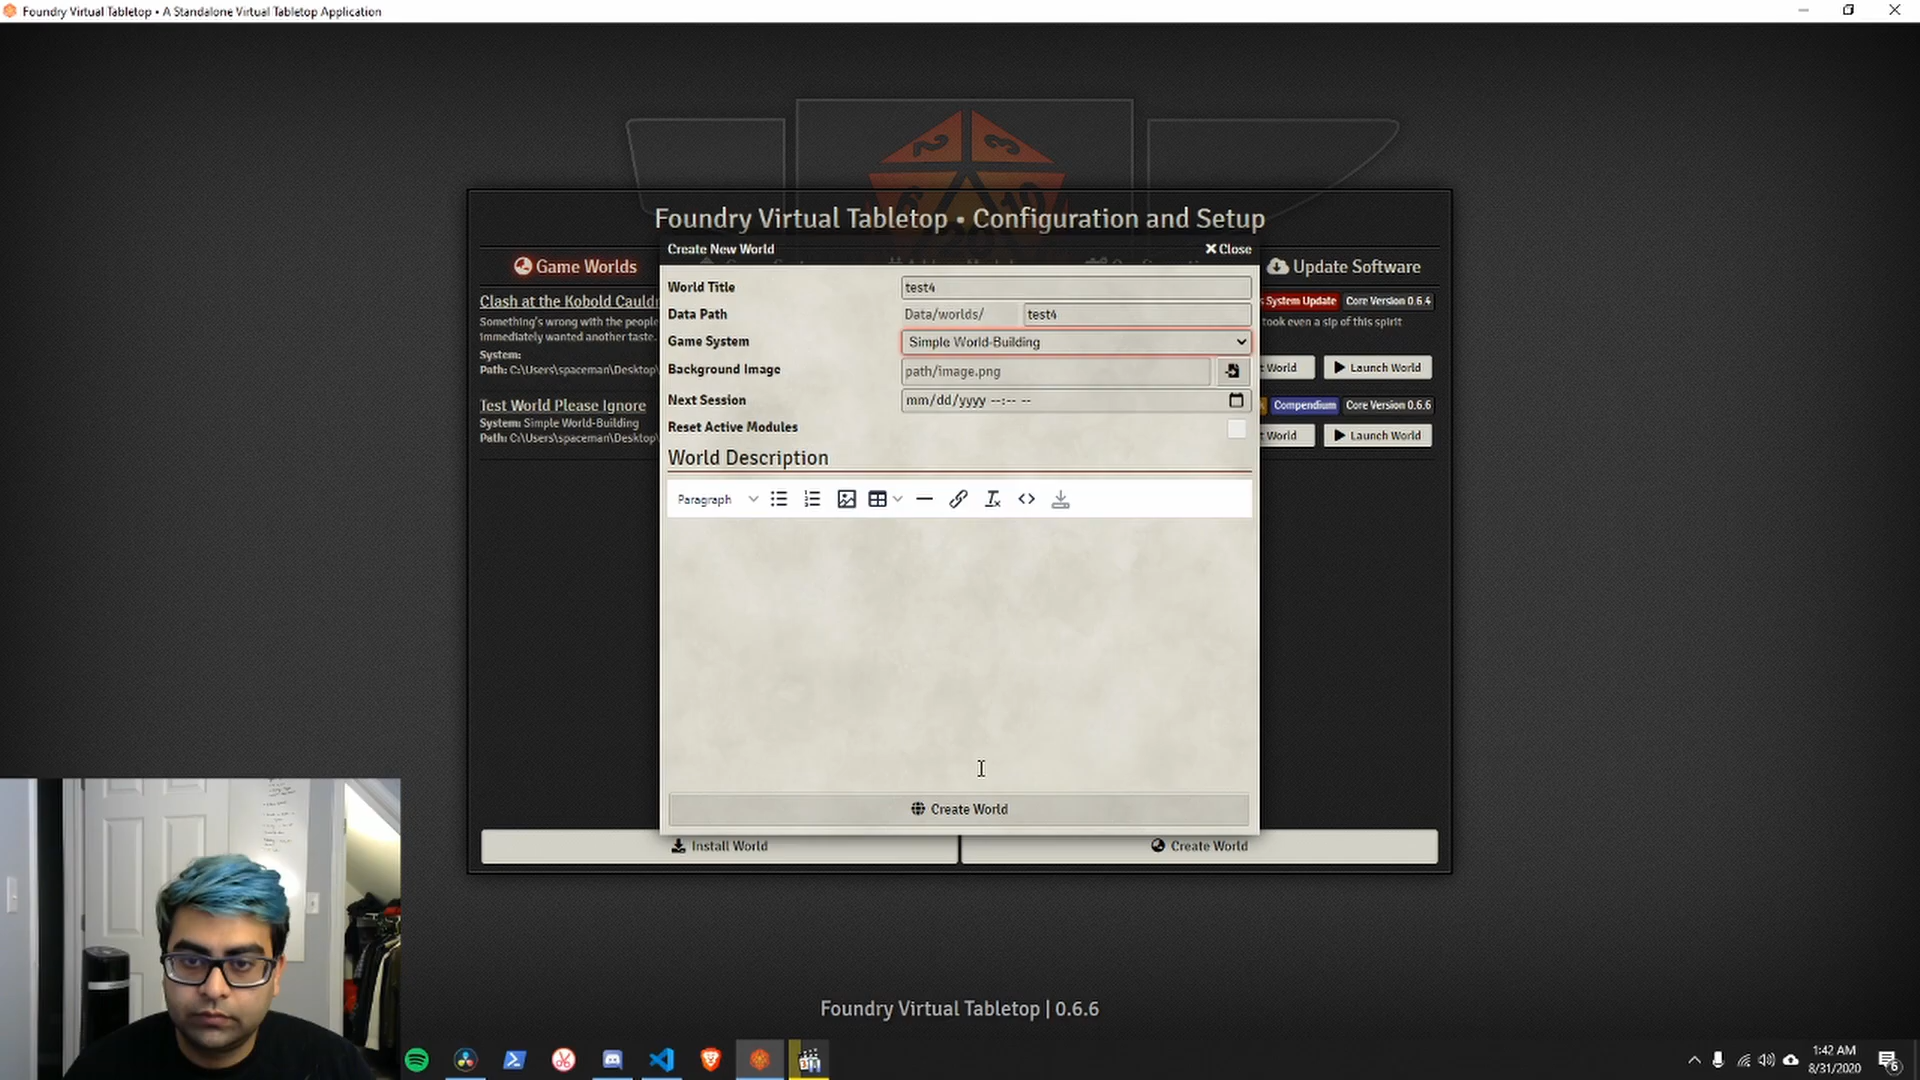 Foundry Virtual Tabletop • A Standalone Virtual Tabletop Application
Foundry Virtual Tabletop • Configuration and Setup
Create New World
Close
Game Worlds
Update Software
World Title
test4
Data Path
Data/worlds/
test4
Game System
Simple World-Building
Background Image
path/image.png
Next Session
mm/dd/yyyy --:-- --
Reset Active Modules
World Description
Paragraph
Clash at the Kobold Cauldr
Something's wrong with the people
immediately wanted another taste.
System:
Path: C:\Users\spaceman\Desktop\
System Update
Core Version 0.6.4
took even a sip of this spirit
World
Launch World
Test World Please Ignore
System: Simple World-Building
Path: C:\Users\spaceman\Desktop\
Compendium
Core Version 0.6.6
World
Launch World
Create World
Install World
Create World
Foundry Virtual Tabletop | 0.6.6
1:42 AM
8/31/2020
6